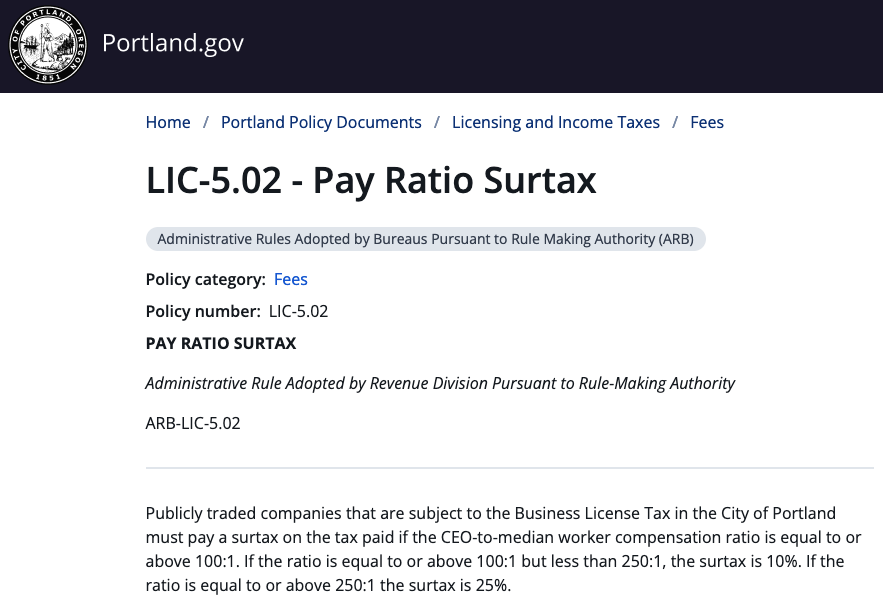 CITY OF PORTLAND, OREGON
1851
Portland.gov
Home / Portland Policy Documents / Licensing and Income Taxes / Fees
LIC-5.02 - Pay Ratio Surtax
Administrative Rules Adopted by Bureaus Pursuant to Rule Making Authority (ARB)
Policy category: Fees
Policy number: LIC-5.02
PAY RATIO SURTAX
Administrative Rule Adopted by Revenue Division Pursuant to Rule-Making Authority
ARB-LIC-5.02
Publicly traded companies that are subject to the Business License Tax in the City of Portland
must pay a surtax on the tax paid if the CEO-to-median worker compensation ratio is equal to or
above 100:1. If the ratio is equal to or above 100:1 but less than 250:1, the surtax is 10%. If the
ratio is equal to or above 250:1 the surtax is 25%.